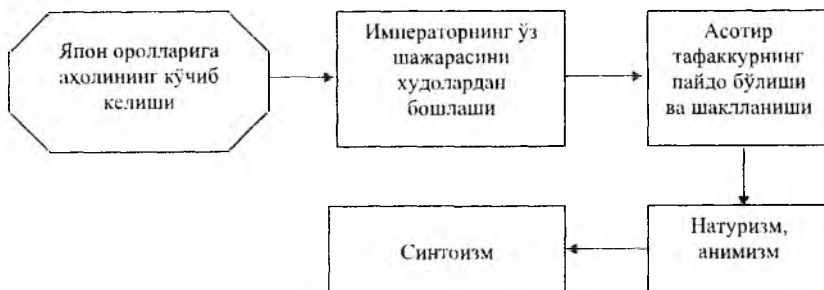 Япон оролларига
аҳолининг кўчиб
келиши
Императорнинг ўз
шажарасини
худолардан
бошлаши
Асотир
тафаккурнинг
пайдо бўлиши
ва шаклланиши
Натуризм,
анимизм
Синтоизм